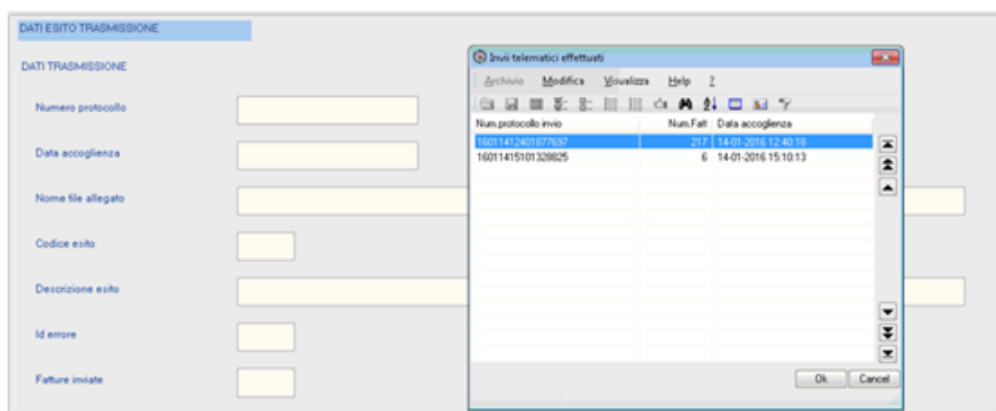 DATI ESITO TRASMISSIONE
DATI TRASMISSIONE
Numero protocollo
Data accoglienza
Nome file allegato
Codice esito
Descrizione esito
Id errore
Fatture inviate
Invii telematici effettuati
Archivio Modifica Visualizza Help ?
Num.protocollo invio Num.Fatt Data accoglienza
16011412401877697 217 14-01-2016 12:40:18
16011415101328825 6 14-01-2016 15:10:13
Ok Cancel